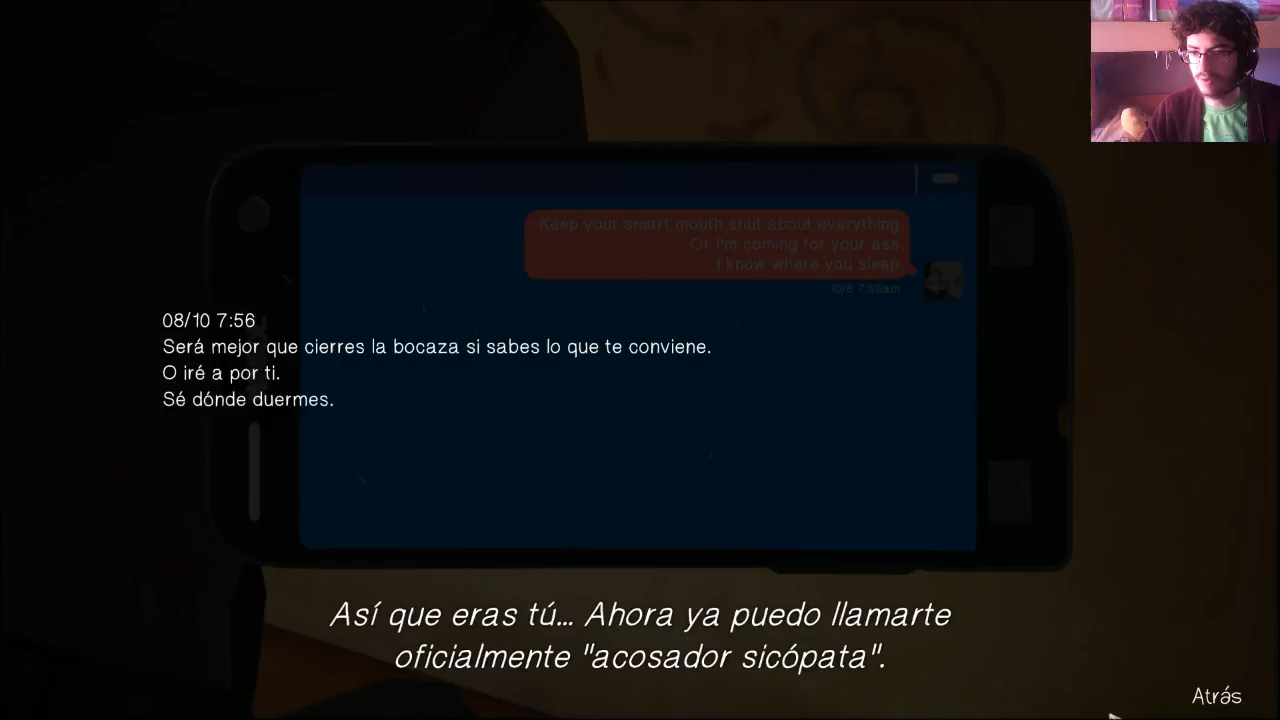 Keep your smart mouth shut about everything.
Or I'm coming for your ass.
I know where you sleep.
10/8 7:56am
08/10 7:56
Será mejor que cierres la bocaza si sabes lo que te conviene.
O iré a por ti.
Sé dónde duermes.
Así que eras tú... Ahora ya puedo llamarte
oficialmente "acosador sicópata".
Atrás